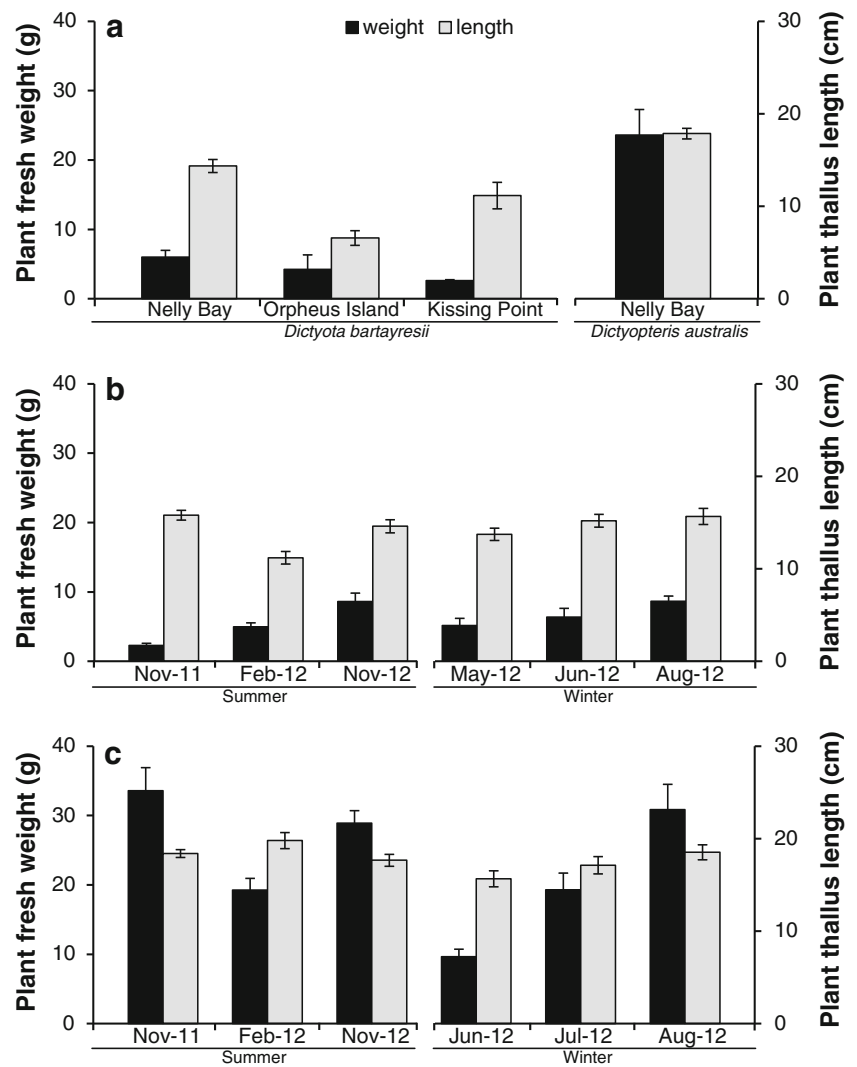 a
weight length
Plant fresh weight (g)
40
30
20
10
0
Plant thallus length (cm)
30
20
10
0
Nelly Bay Orpheus Island Kissing Point Nelly Bay
Dictyota bartayresii Dictyopteris australis
b
Plant fresh weight (g)
40
30
20
10
0
Plant thallus length (cm)
30
20
10
0
Nov-11 Feb-12 Nov-12 May-12 Jun-12 Aug-12
Summer Winter
c
Plant fresh weight (g)
40
30
20
10
0
Plant thallus length (cm)
30
20
10
0
Nov-11 Feb-12 Nov-12 Jun-12 Jul-12 Aug-12
Summer Winter